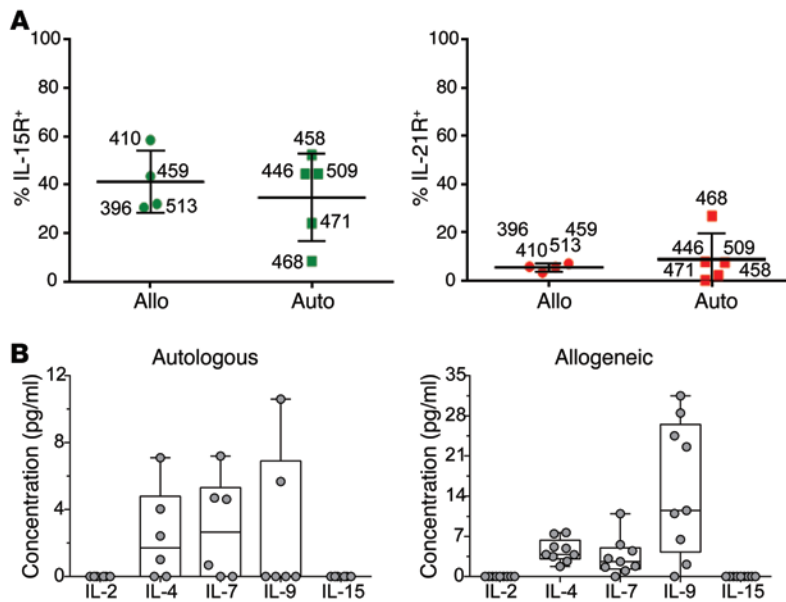 A
% IL-15R+
100
80
60
40
20
0
410
459
396
513
458
446
509
471
468
Allo
Auto
% IL-21R+
100
80
60
40
20
0
396
459
513
410
468
446
509
471
458
Allo
Auto
B
Autologous
Concentration (pg/ml)
12
8
4
0
IL-2 IL-4 IL-7 IL-9 IL-15
Allogeneic
Concentration (pg/ml)
35
28
21
14
7
0
IL-2 IL-4 IL-7 IL-9 IL-15